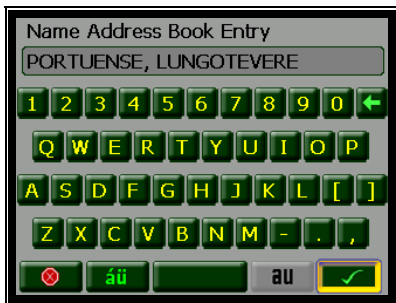 Name Address Book Entry
PORTUENSE, LUNGOTEVERE
1 2 3 4 5 6 7 8 9 0
Q W E R T Y U I O P
A S D F G H J K L [ ]
Z X C V B N M - . ,
áü au